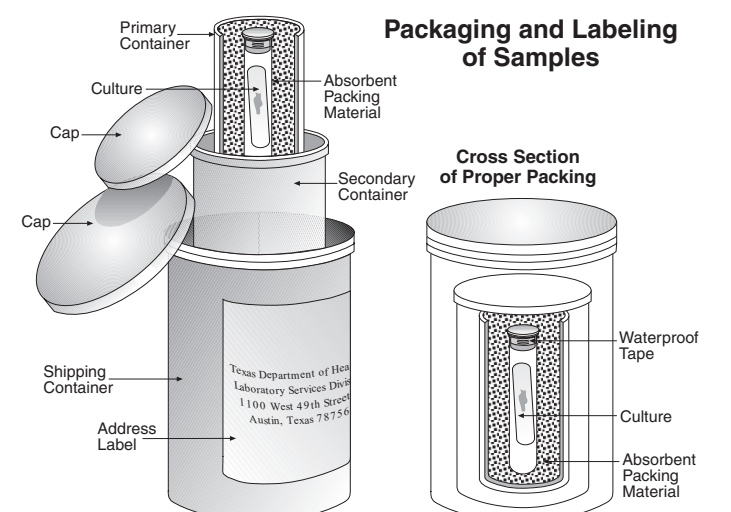 Packaging and Labeling
of Samples
Primary
Container
Culture
Absorbent
Packing
Material
Cap
Secondary
Container
Cap
Shipping
Container
Address
Label
Texas Department of Hea
Laboratory Services Divis
1100 West 49th Street
Austin, Texas 78756
Cross Section
of Proper Packing
Waterproof
Tape
Culture
Absorbent
Packing
Material